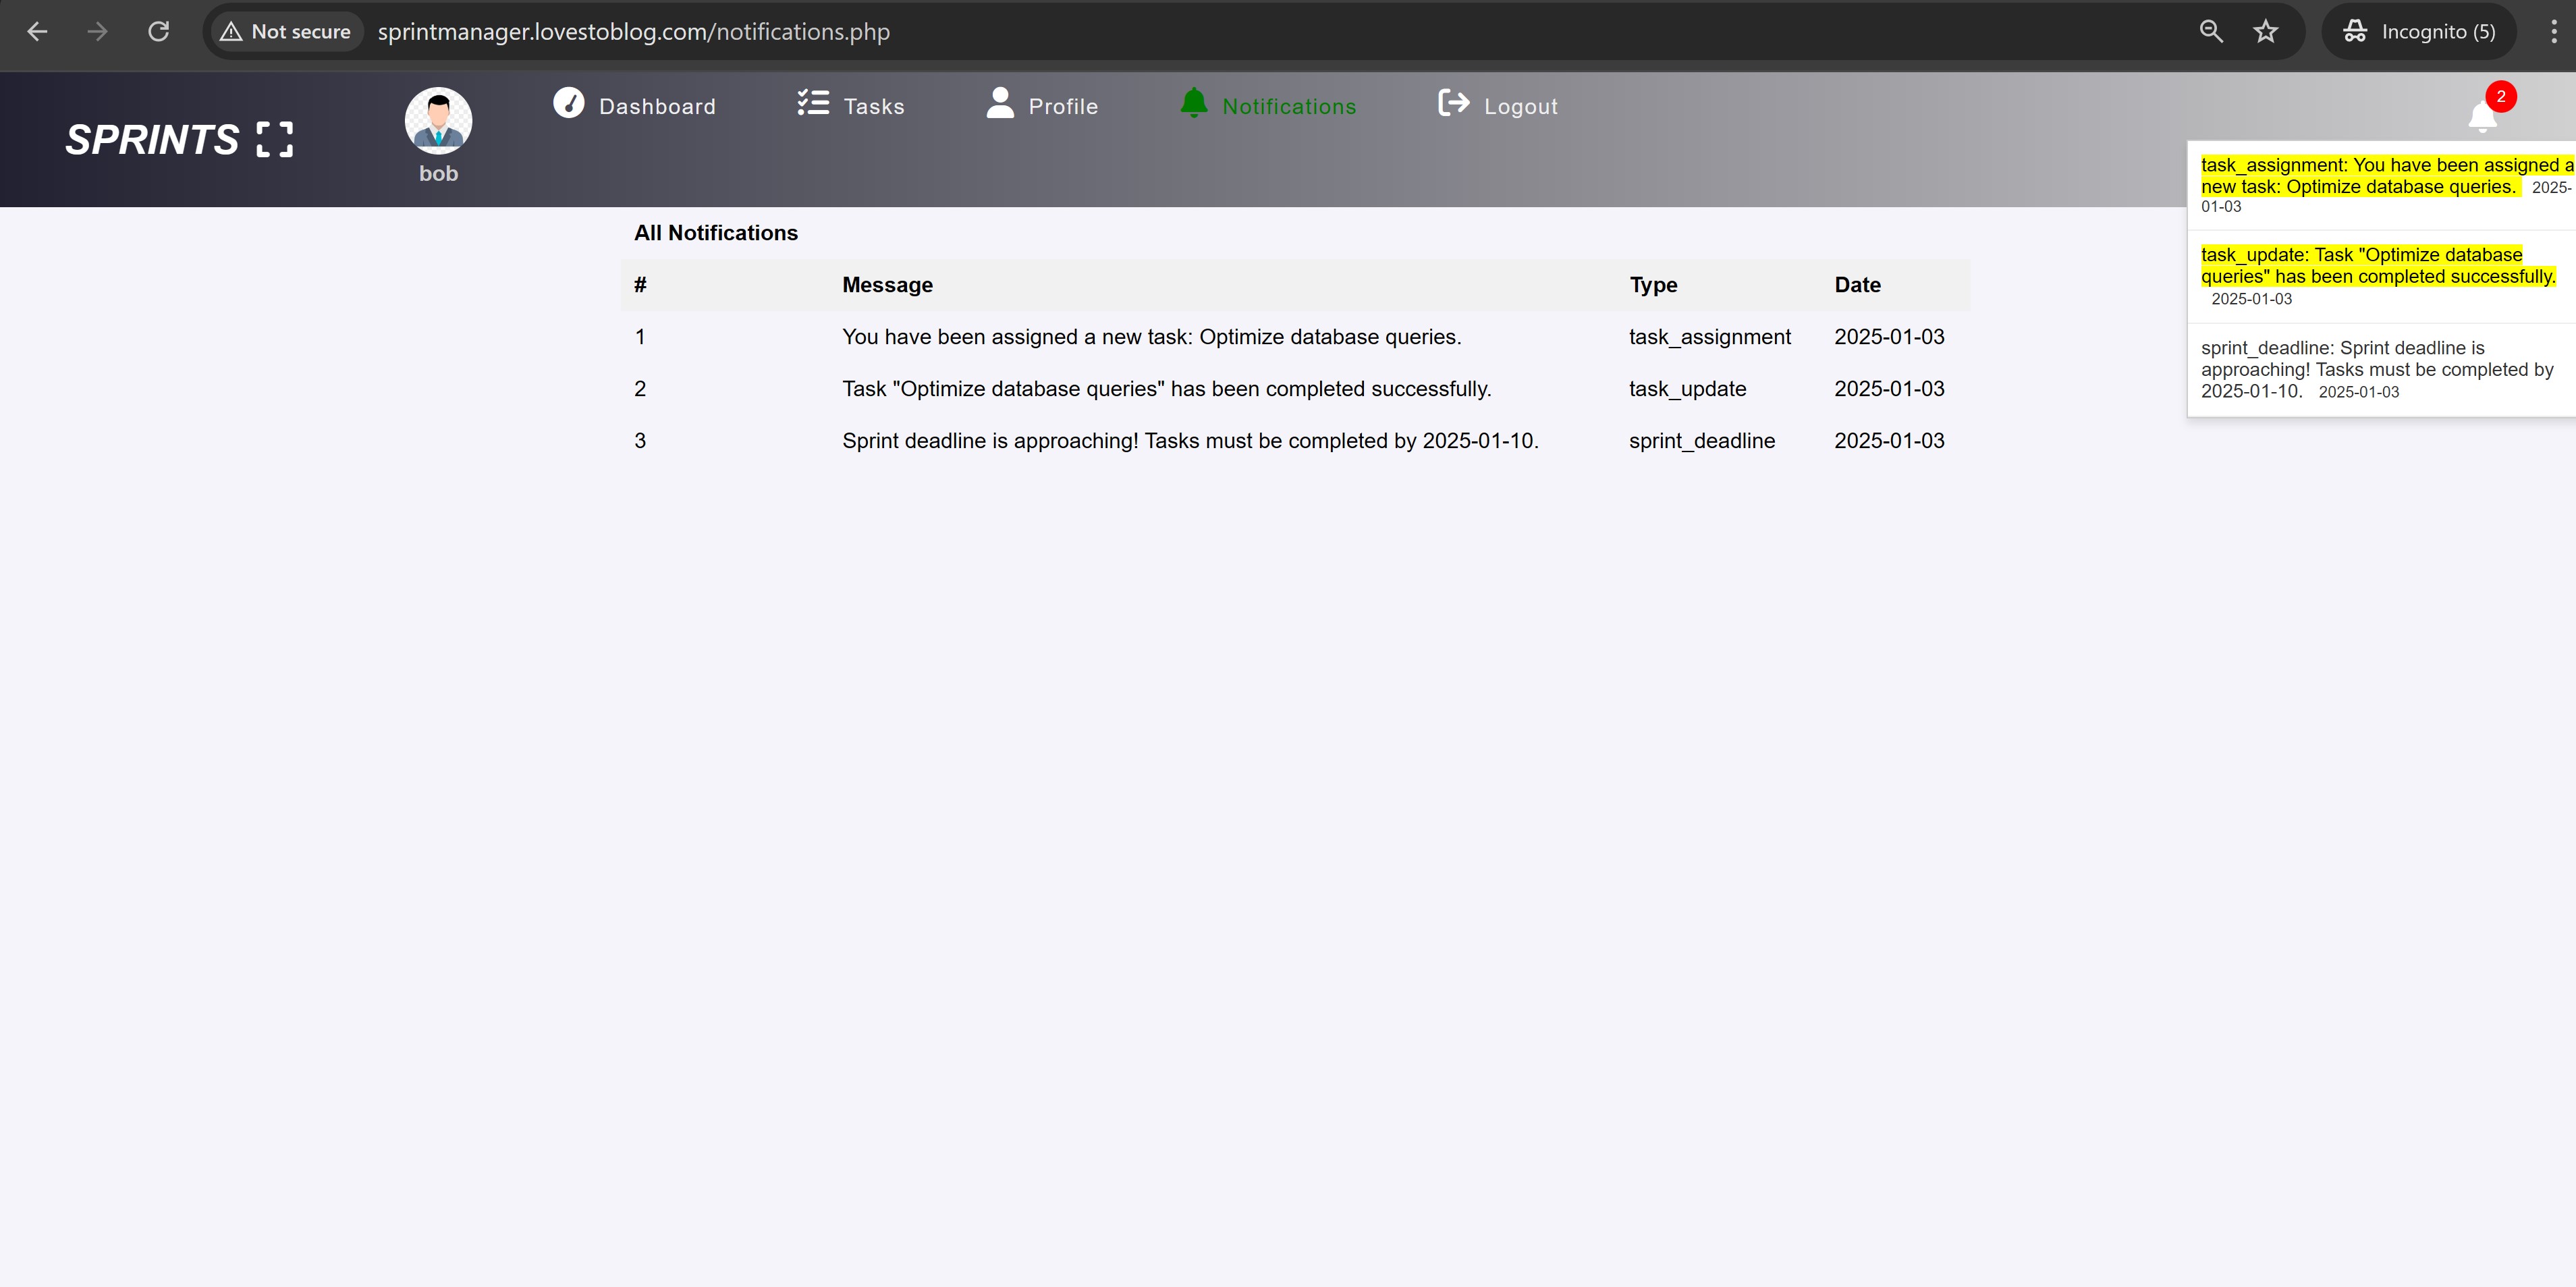 Not secure sprintmanager.lovestoblog.com/notifications.php Incognito (5)
SPRINTS
bob
Dashboard Tasks Profile Notifications Logout
2
task_assignment: You have been assigned a
new task: Optimize database queries. 2025-
01-03
task_update: Task "Optimize database
queries" has been completed successfully.
2025-01-03
sprint_deadline: Sprint deadline is
approaching! Tasks must be completed by
2025-01-10. 2025-01-03
All Notifications
# Message Type Date
1 You have been assigned a new task: Optimize database queries. task_assignment 2025-01-03
2 Task "Optimize database queries" has been completed successfully. task_update 2025-01-03
3 Sprint deadline is approaching! Tasks must be completed by 2025-01-10. sprint_deadline 2025-01-03